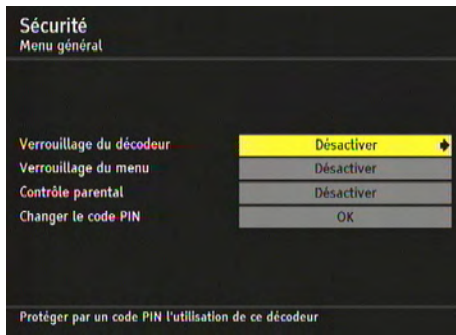 Sécurité
Menu général
Verrouillage du décodeur Désactiver
Verrouillage du menu Désactiver
Contrôle parental Désactiver
Changer le code PIN OK
Protéger par un code PIN l'utilisation de ce décodeur